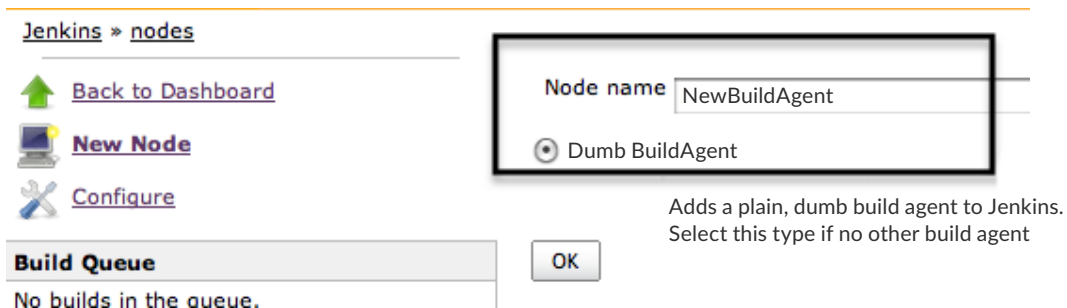 Jenkins » nodes
Back to Dashboard
New Node
Configure
Build Queue
No builds in the queue.
Node name NewBuildAgent
Dumb BuildAgent
Adds a plain, dumb build agent to Jenkins.
Select this type if no other build agent
OK